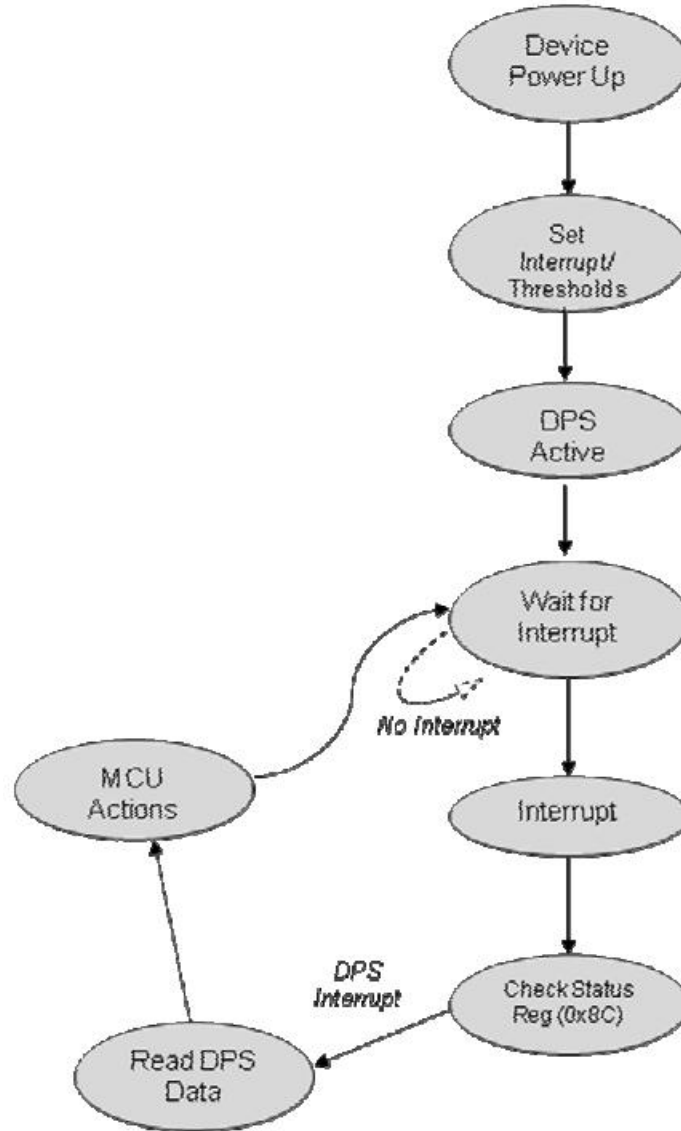 Device
Power Up
Set
Interrupt/
Thresholds
DPS
Active
Wait for
Interrupt
No Interrupt
MCU
Actions
Interrupt
DPS
Interrupt
Check Status
Reg (0x8C)
Read DPS
Data